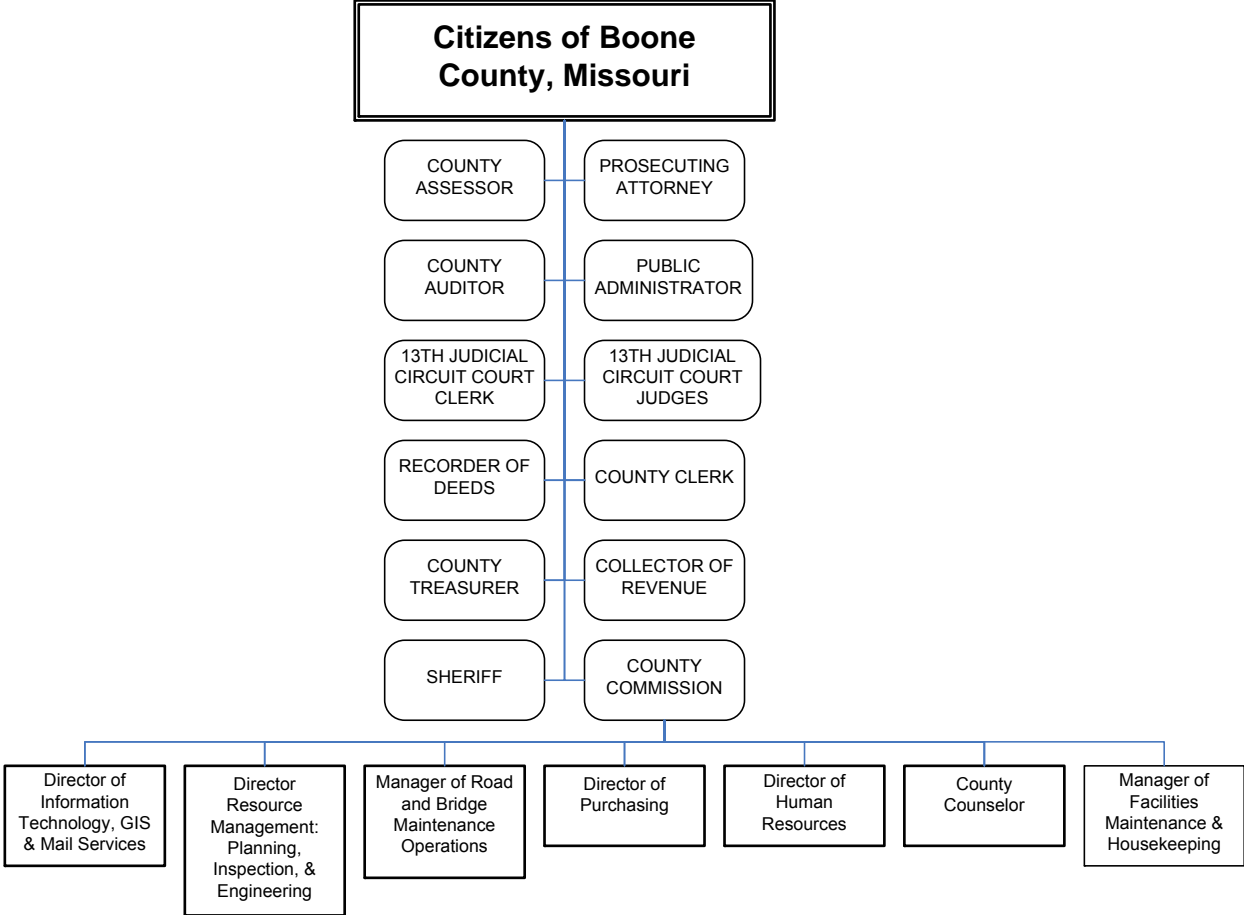 Citizens of Boone
County, Missouri
COUNTY
ASSESSOR
PROSECUTING
ATTORNEY
COUNTY
AUDITOR
PUBLIC
ADMINISTRATOR
13TH JUDICIAL
CIRCUIT COURT
CLERK
13TH JUDICIAL
CIRCUIT COURT
JUDGES
RECORDER OF
DEEDS
COUNTY CLERK
COUNTY
TREASURER
COLLECTOR OF
REVENUE
SHERIFF
COUNTY
COMMISSION
Director of
Information
Technology, GIS
& Mail Services
Director
Resource
Management:
Planning,
Inspection, &
Engineering
Manager of Road
and Bridge
Maintenance
Operations
Director of
Purchasing
Director of
Human
Resources
County
Counselor
Manager of
Facilities
Maintenance &
Housekeeping